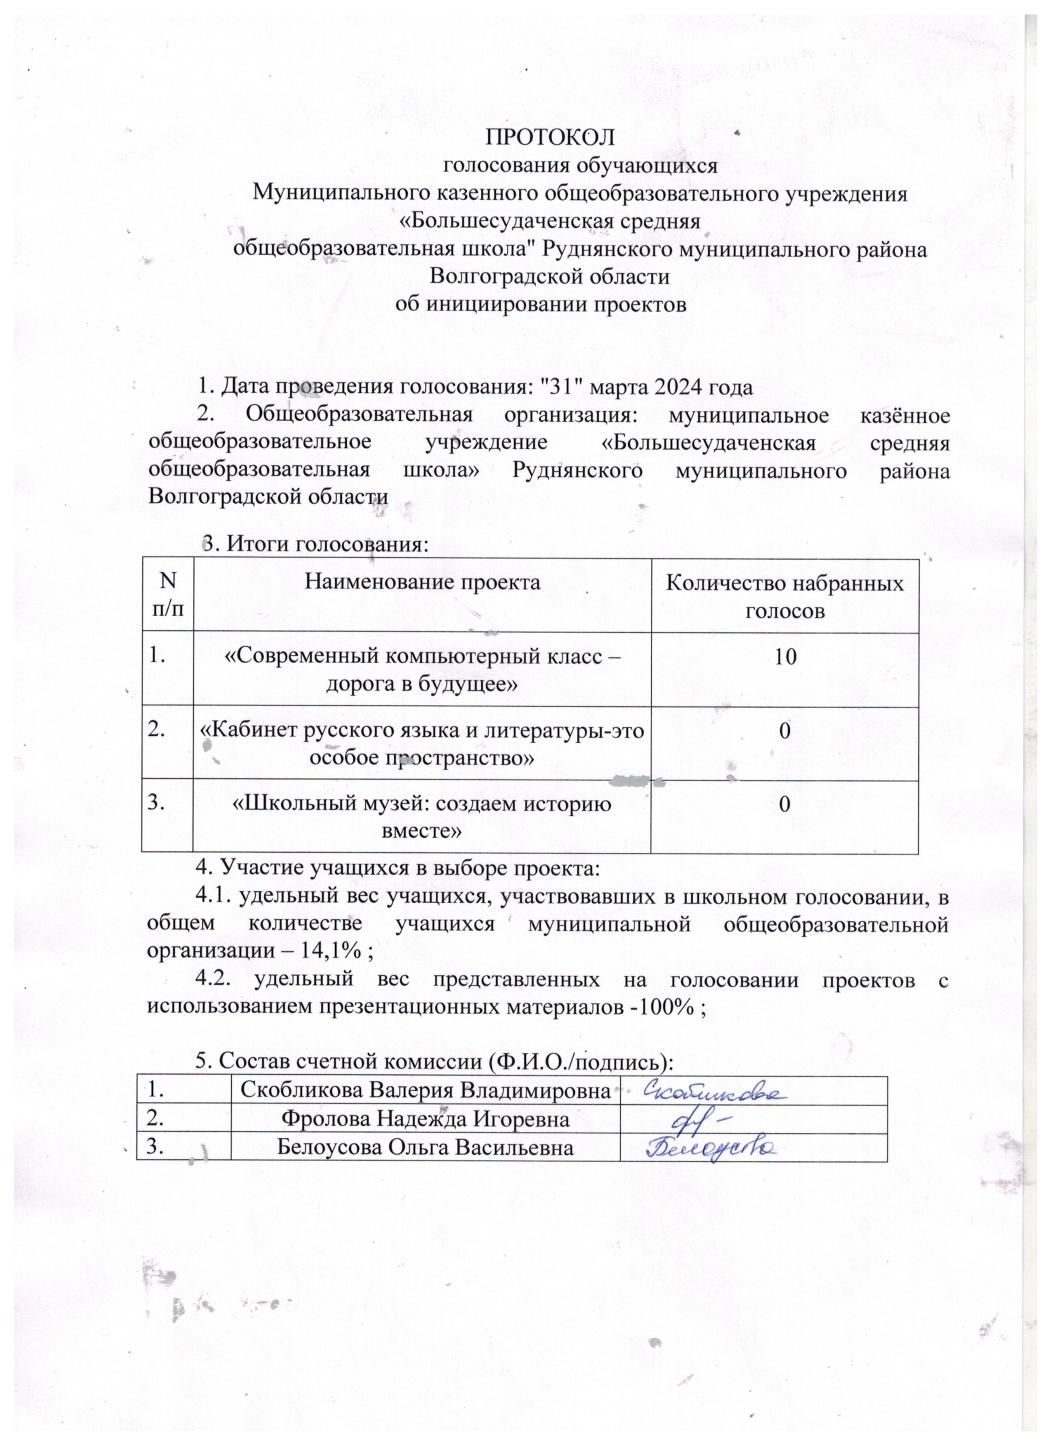 ПРОТОКОЛ
голосования обучающихся
Муниципального казенного общеобразовательного учреждения
«Большесудаченская средняя
общеобразовательная школа" Руднянского муниципального района
Волгоградской области
об инициировании проектов
1. Дата проведения голосования: "31" марта 2024 года
2. Общеобразовательная организация: муниципальное казённое
общеобразовательное учреждение «Большесудаченская средняя
общеобразовательная школа» Руднянского муниципального района
Волгоградской области
3. Итоги голосования:
N п/п Наименование проекта Количество набранных голосов
1. «Современный компьютерный класс – 10
дорога в будущее»
2. «Кабинет русского языка и литературы-это 0
особое пространство»
3. «Школьный музей: создаем историю 0
вместе»
4. Участие учащихся в выборе проекта:
4.1. удельный вес учащихся, участвовавших в школьном голосовании, в
общем количестве учащихся муниципальной общеобразовательной
организации – 14,1% ;
4.2. удельный вес представленных на голосовании проектов с
использованием презентационных материалов -100% ;
5. Состав счетной комиссии (Ф.И.О./подпись):
1. Скобликова Валерия Владимировна Скобликова
2. Фролова Надежда Игоревна
3. Белоусова Ольга Васильевна Белоусова